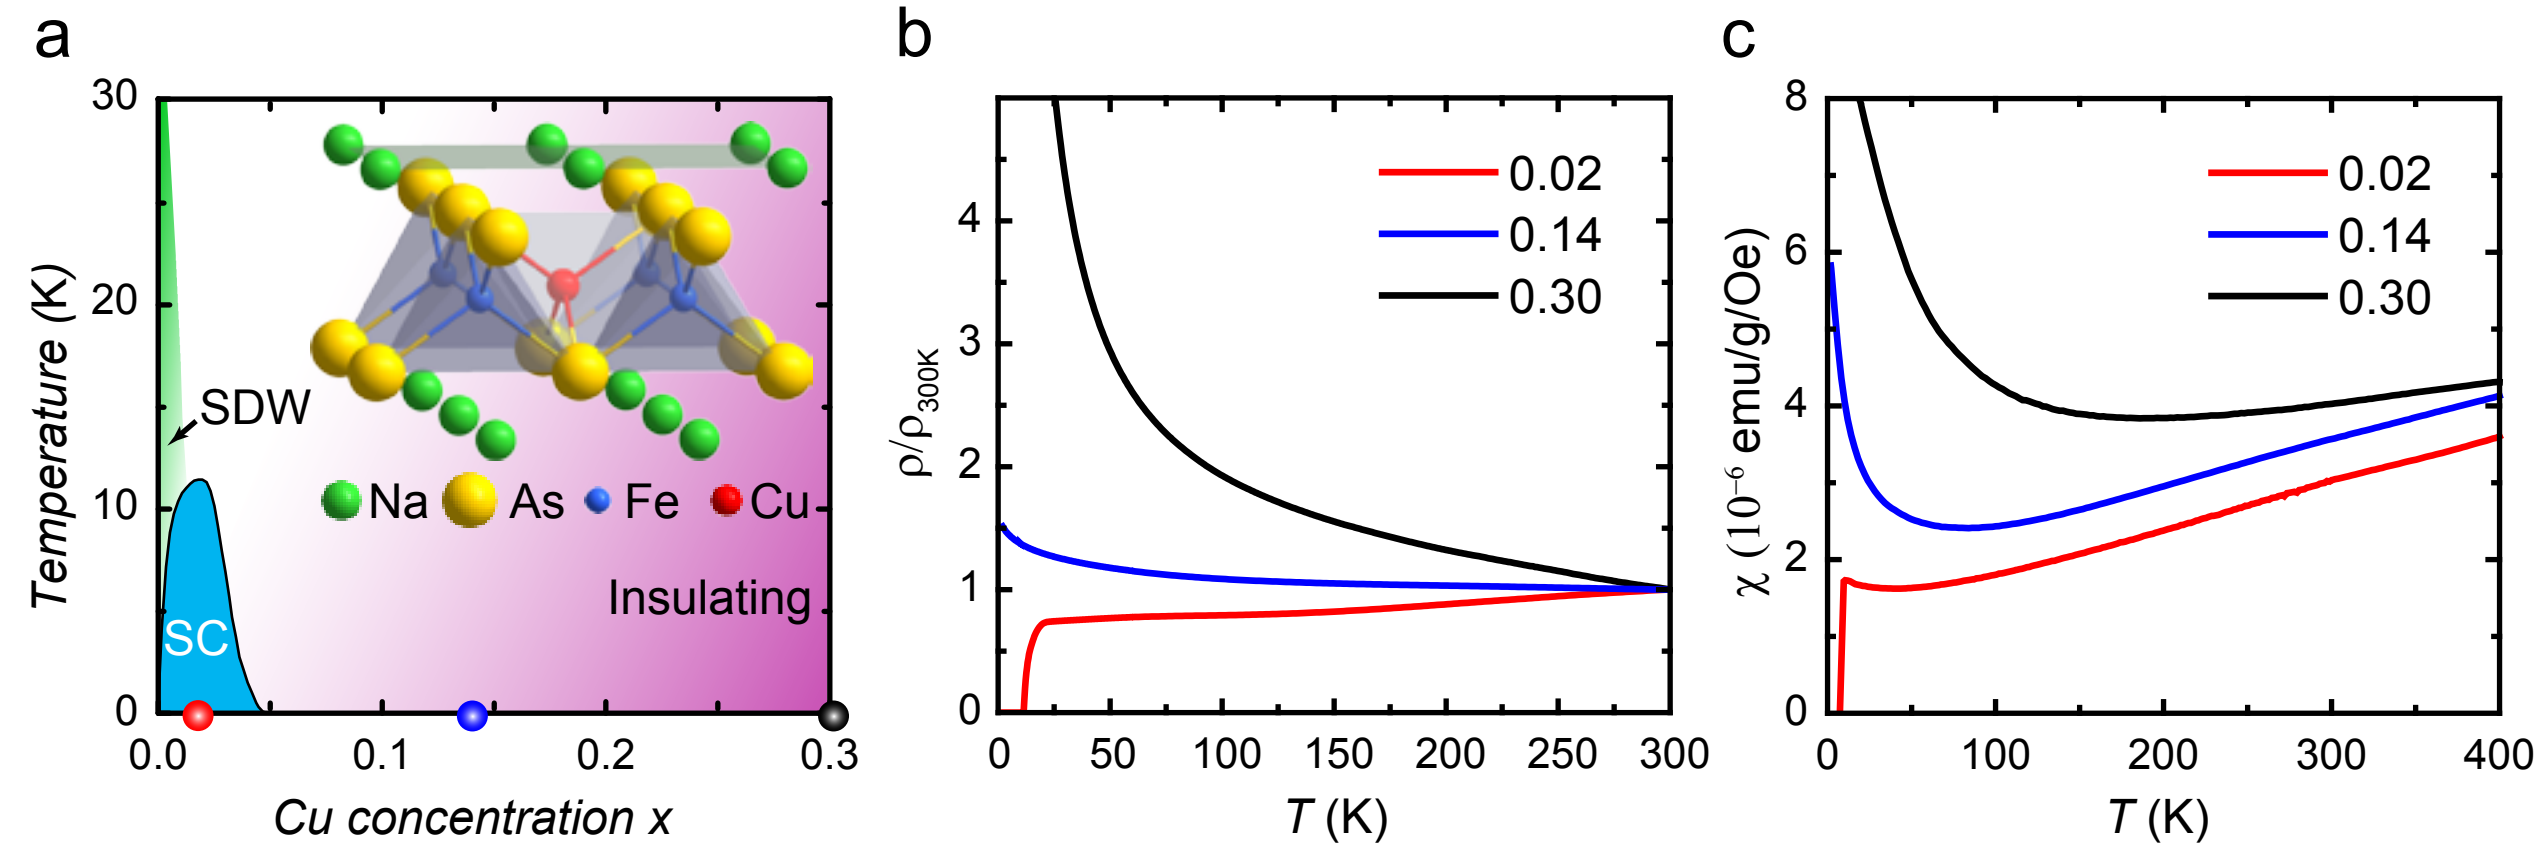 a
30
20
10
0
Temperature (K)
SDW
SC
Na
As
Fe
Cu
Insulating
0.0
0.1
0.2
0.3
Cu concentration x
b
4
3
2
1
0
ρ/ρ300K
0.02
0.14
0.30
0
50
100
150
200
250
300
T (K)
c
8
6
4
2
0
χ (10⁻⁶ emu/g/Oe)
0.02
0.14
0.30
0
100
200
300
400
T (K)